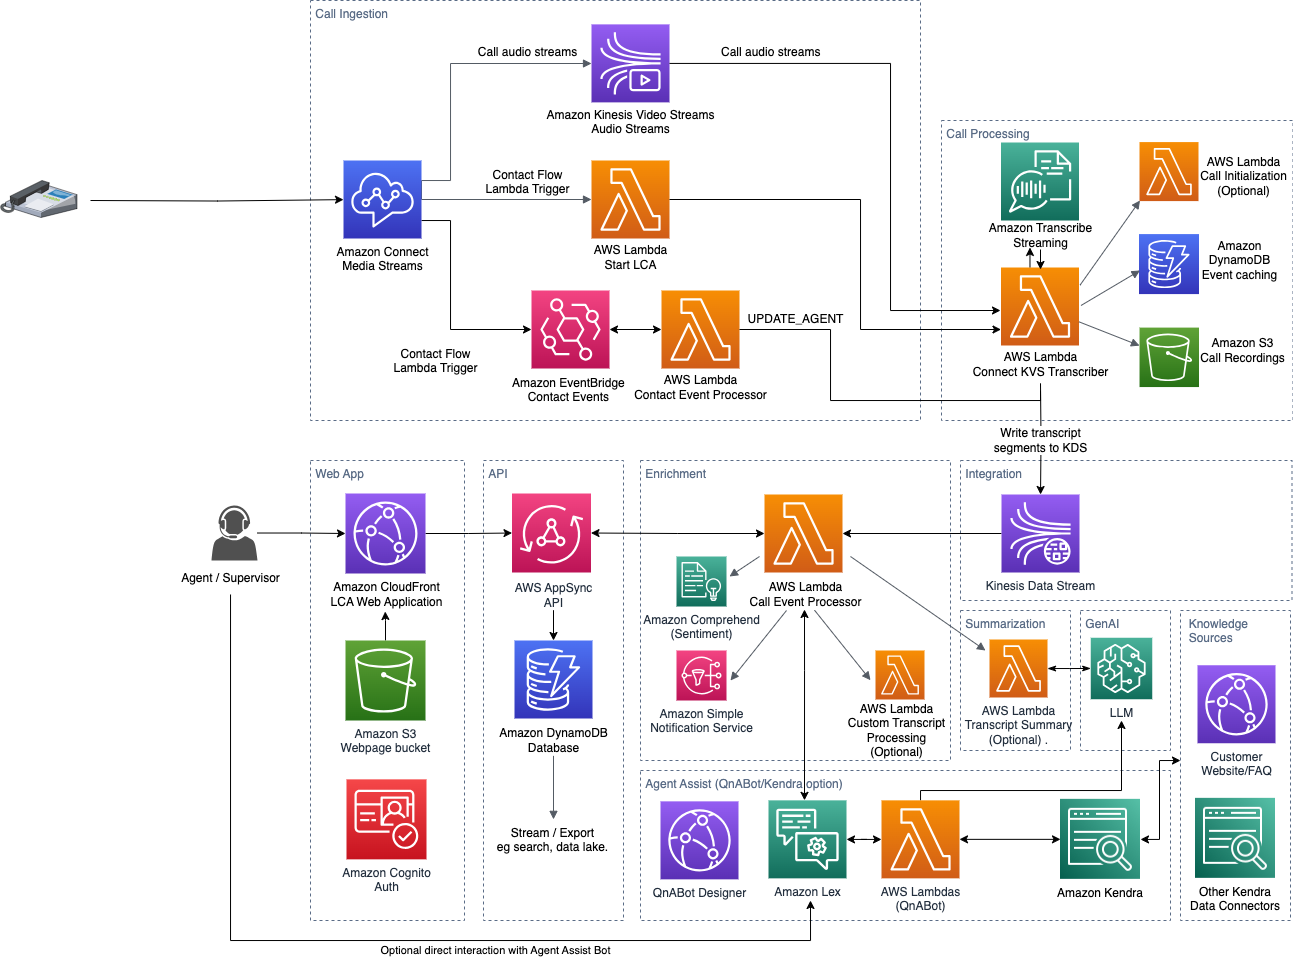 Call Ingestion
Call audio streams
Call audio streams
Amazon Kinesis Video Streams
Audio Streams
Contact Flow
Lambda Trigger
Amazon Connect
Media Streams
AWS Lambda
Start LCA
UPDATE_AGENT
Contact Flow
Lambda Trigger
Amazon EventBridge
Contact Events
AWS Lambda
Contact Event Processor
Call Processing
Amazon Transcribe
Streaming
AWS Lambda
Call Initialization
(Optional)
Amazon
DynamoDB
Event caching
Amazon S3
Call Recordings
AWS Lambda
Connect KVS Transcriber
Write transcript
segments to KDS
Agent / Supervisor
Web App
Amazon CloudFront
LCA Web Application
Amazon S3
Webpage bucket
Amazon Cognito
Auth
API
AWS AppSync
API
Amazon DynamoDB
Database
Stream / Export
eg search, data lake.
Enrichment
AWS Lambda
Call Event Processor
Amazon Comprehend
(Sentiment)
Amazon Simple
Notification Service
AWS Lambda
Custom Transcript
Processing
(Optional)
Integration
Kinesis Data Stream
Summarization
AWS Lambda
Transcript Summary
(Optional) .
GenAI
LLM
Knowledge
Sources
Customer
Website/FAQ
Other Kendra
Data Connectors
Agent Assist (QnABot/Kendra option)
QnABot Designer
Amazon Lex
AWS Lambdas
(QnABot)
Amazon Kendra
Optional direct interaction with Agent Assist Bot